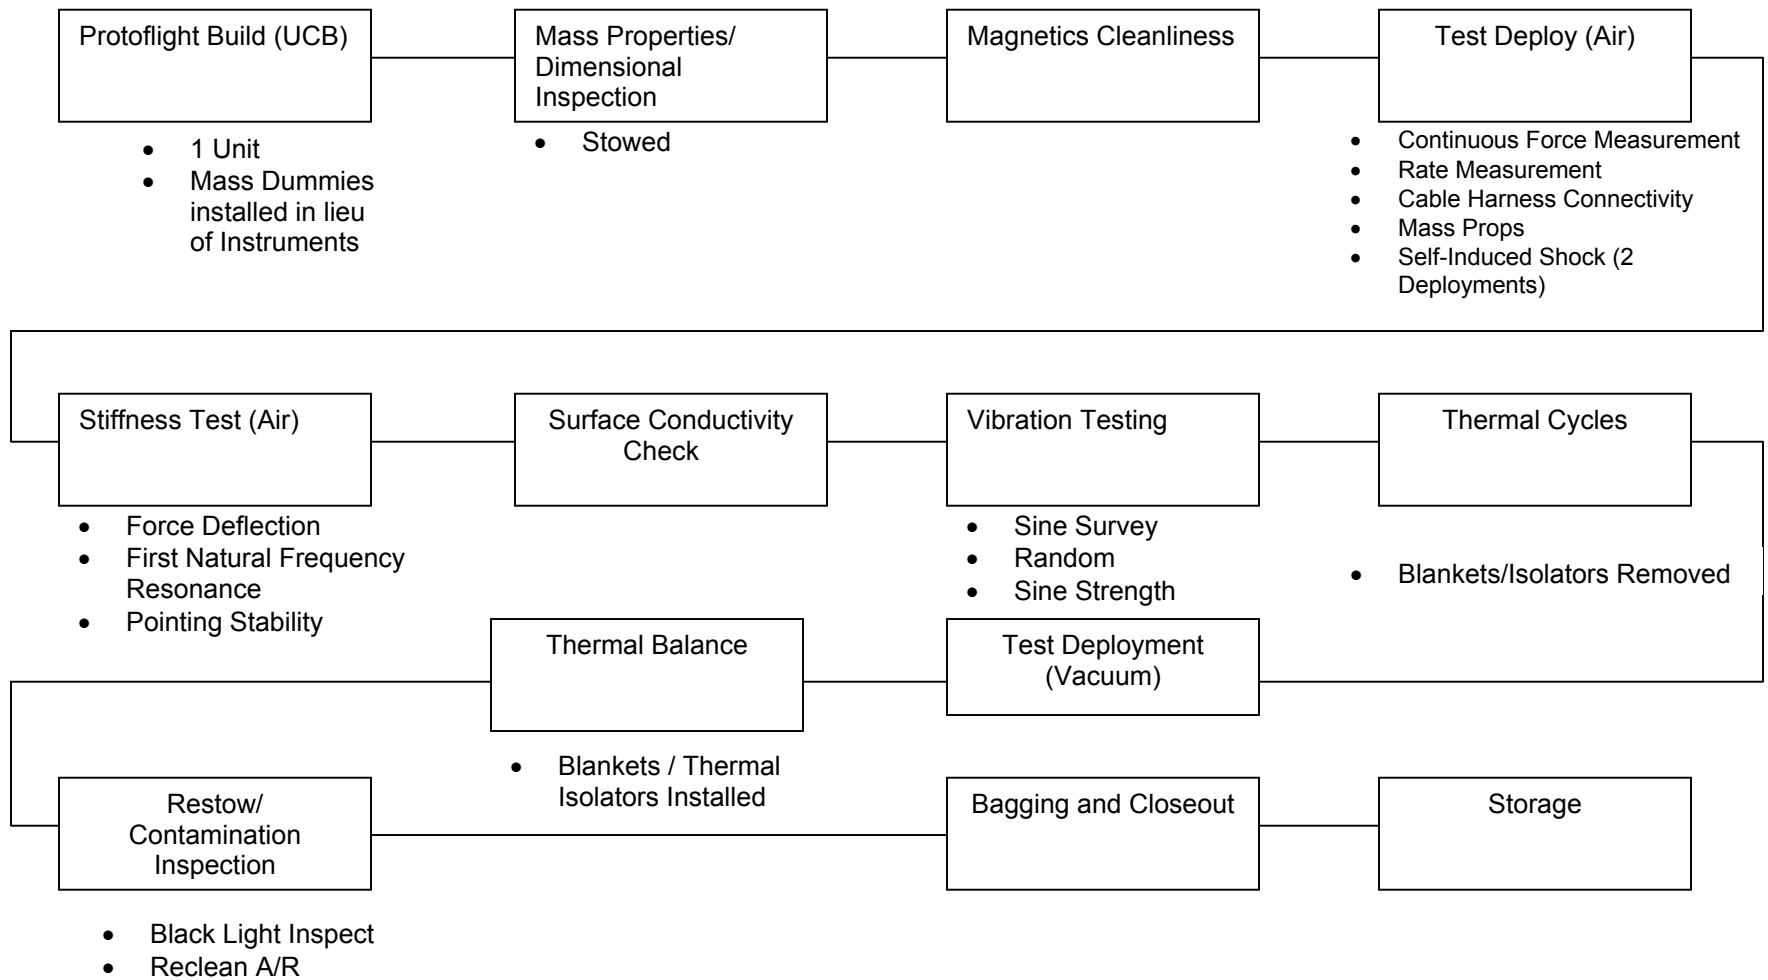 Protoflight Build (UCB)
• 1 Unit
• Mass Dummies
installed in lieu
of Instruments
Mass Properties/
Dimensional
Inspection
• Stowed
Magnetics Cleanliness
Test Deploy (Air)
• Continuous Force Measurement
• Rate Measurement
• Cable Harness Connectivity
• Mass Props
• Self-Induced Shock (2
Deployments)
Stiffness Test (Air)
• Force Deflection
• First Natural Frequency
Resonance
• Pointing Stability
Surface Conductivity
Check
Vibration Testing
• Sine Survey
• Random
• Sine Strength
Thermal Cycles
• Blankets/Isolators Removed
Test Deployment
(Vacuum)
Thermal Balance
• Blankets / Thermal
Isolators Installed
Restow/
Contamination
Inspection
• Black Light Inspect
• Reclean A/R
Bagging and Closeout
Storage